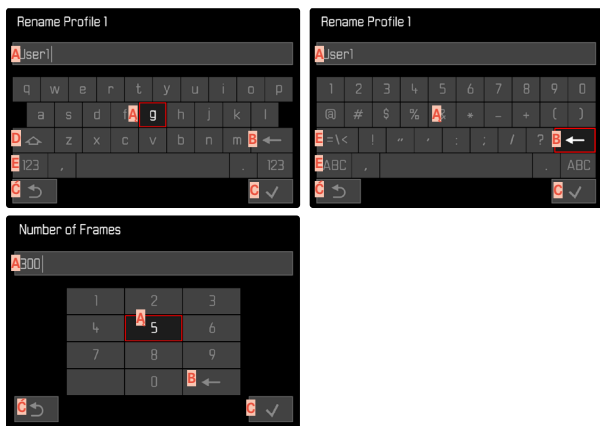 Rename Profile 1
A User1
q w e r t y u i o p
a s d f A g h j k l
D z x c v b n m B ←
E 123 , . 123
Ć C ✓
Rename Profile 1
A User1
1 2 3 4 5 6 7 8 9 0
@ # $ % A & * - + ( )
E =\< ! " ' : ; / ? B ←
E ABC , . ABC
Ć C ✓
Number of Frames
A 300
1 2 3
A
4 5 6
7 8 9
0 B ←
Ć C ✓